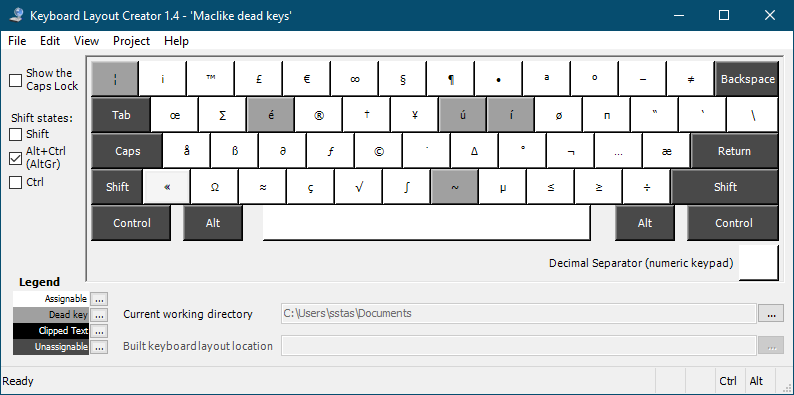 Keyboard Layout Creator 1.4 - 'Maclike dead keys'
File Edit View Project Help
Show the
Caps Lock
¦ ¡ ™ £ € ∞ § ¶ • ª º – ≠ Backspace
Shift states:
Tab œ ∑ é ® † ¥ ú í ø \
Shift
Alt+Ctrl
(AltGr)
Ctrl
Caps å ß ∂ ƒ © ˙ ∆ ° ¬ … æ Return
Shift « Ω ≈ ç √ ∫ ~ µ ≤ ≥ ÷ Shift
Control Alt Alt Control
Decimal Separator (numeric keypad)
Legend
Assignable ...
Dead key ...
Clipped Text ...
Unassignable ...
Current working directory C:\Users\sstas\Documents ...
Built keyboard layout location ...
Ready Ctrl Alt